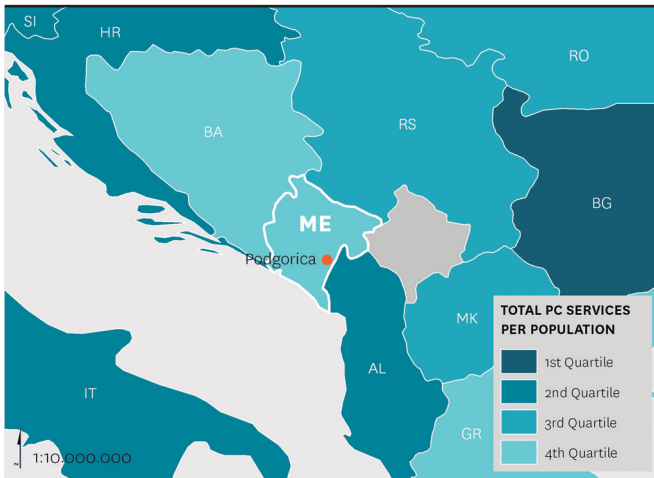 SI
HR
RO
BA
RS
BG
ME
Podgorica
MK
AL
IT
GR
TOTAL PC SERVICES
PER POPULATION
1st Quartile
2nd Quartile
3rd Quartile
4th Quartile
N
1:10.000.000